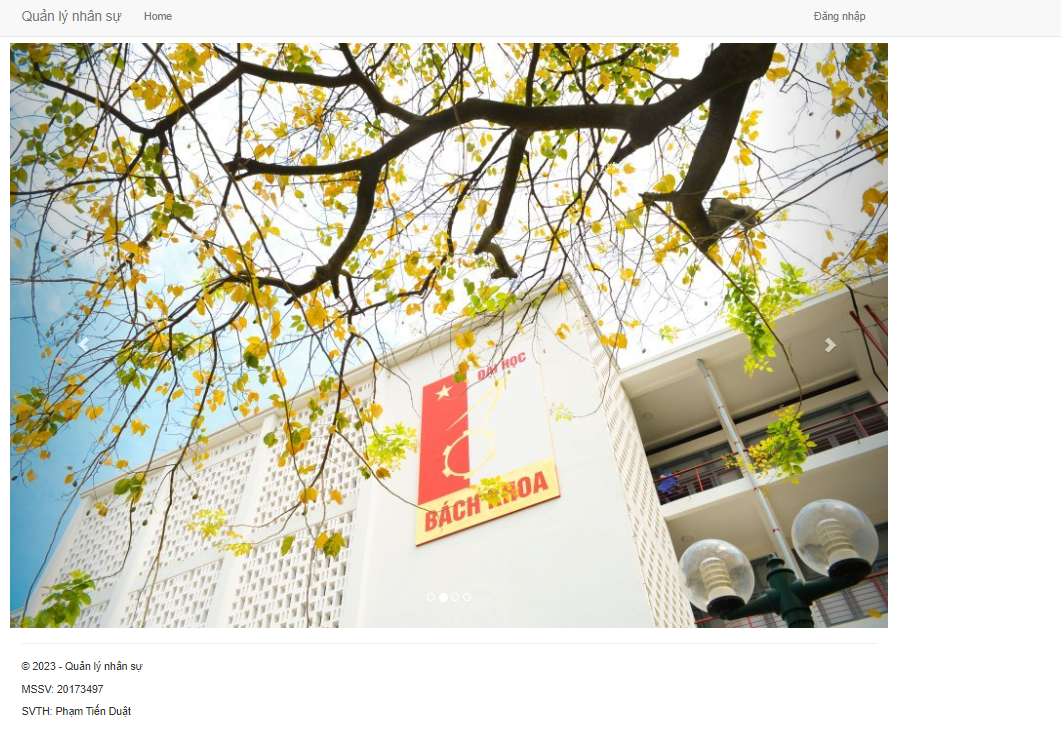 Quản lý nhân sự
Home
Đăng nhập
ĐẠI HỌC
BÁCH KHOA
© 2023 - Quản lý nhân sự
MSSV: 20173497
SVTH: Phạm Tiến Duật